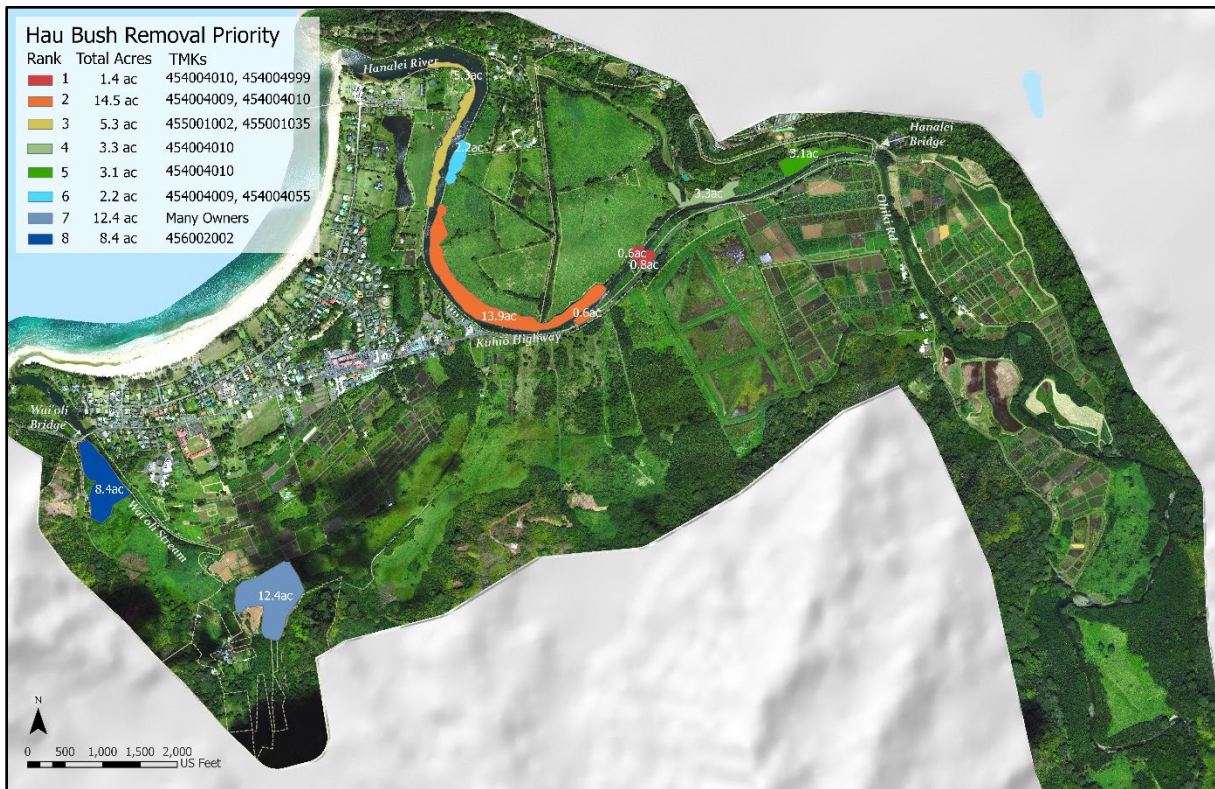 Hau Bush Removal Priority
Rank Total Acres TMKs
1 1.4 ac 454004010, 454004999
2 14.5 ac 454004009, 454004010
3 5.3 ac 455001002, 455001035
4 3.3 ac 454004010
5 3.1 ac 454004010
6 2.2 ac 454004009, 454004055
7 12.4 ac Many Owners
8 8.4 ac 456002002
Hanalei River
5.3ac
2.2ac
Hanalei Bridge
3.1ac
3.3ac
Ohiki Rd
0.6ac
0.8ac
13.9ac
0.6ac
Kuhio Highway
Wai'oli Bridge
8.4ac
Wai'oli Stream
12.4ac
N
0 500 1,000 1,500 2,000
US Feet